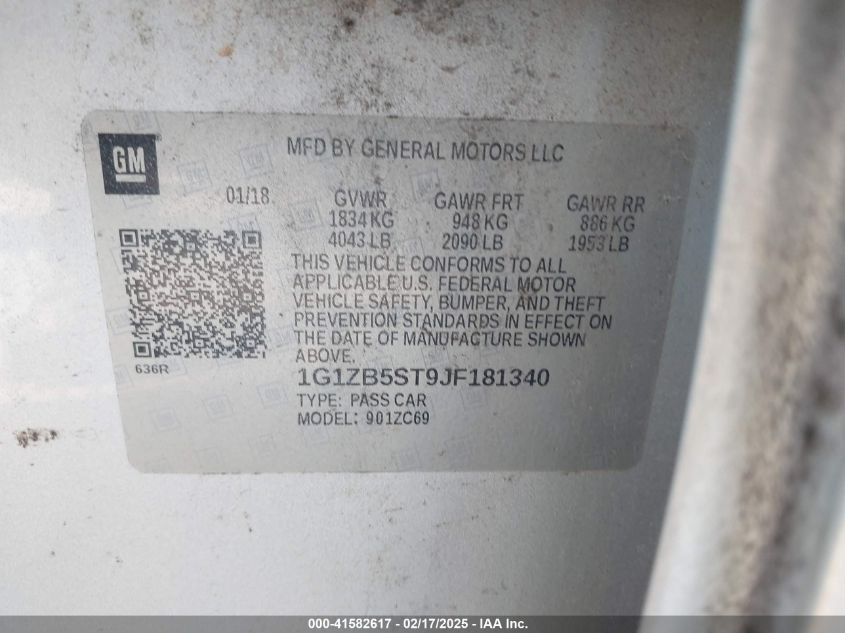 GM
MFD BY GENERAL MOTORS LLC
01/18 GVWR GAWR FRT GAWR RR
1834 KG 948 KG 886 KG
4043 LB 2090 LB 1953 LB
THIS VEHICLE CONFORMS TO ALL
APPLICABLE U.S. FEDERAL MOTOR
VEHICLE SAFETY, BUMPER, AND THEFT
PREVENTION STANDARDS IN EFFECT ON
THE DATE OF MANUFACTURE SHOWN
ABOVE.
636R
1G1ZB5ST9JF181340
TYPE: PASS CAR
MODEL: 901ZC69
000-41582617 - 02/17/2025 - IAA Inc.